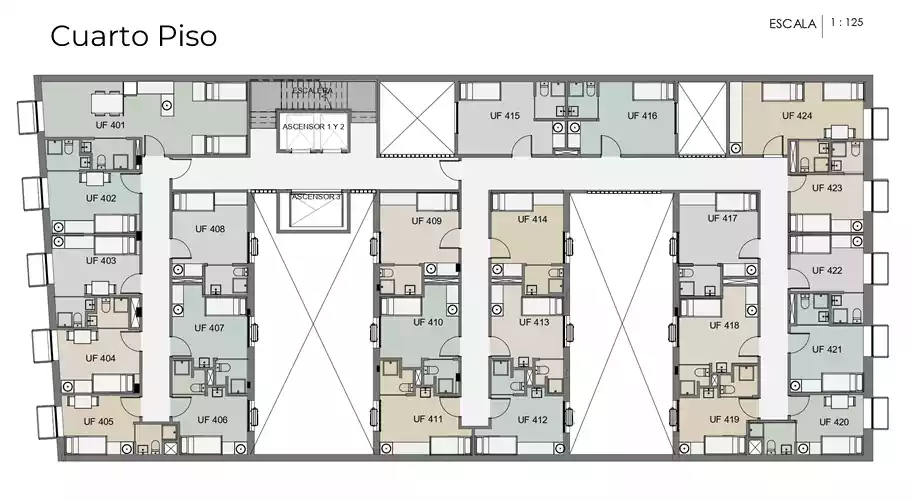 Cuarto Piso
ESCALA 1 : 125
ESCALERA
UF 401
ASCENSOR 1 Y 2
UF 415
UF 416
UF 424
UF 402
UF 423
ASCENSOR 3
UF 408
UF 409
UF 414
UF 417
UF 403
UF 422
UF 407
UF 410
UF 413
UF 418
UF 404
UF 421
UF 405
UF 406
UF 411
UF 412
UF 419
UF 420